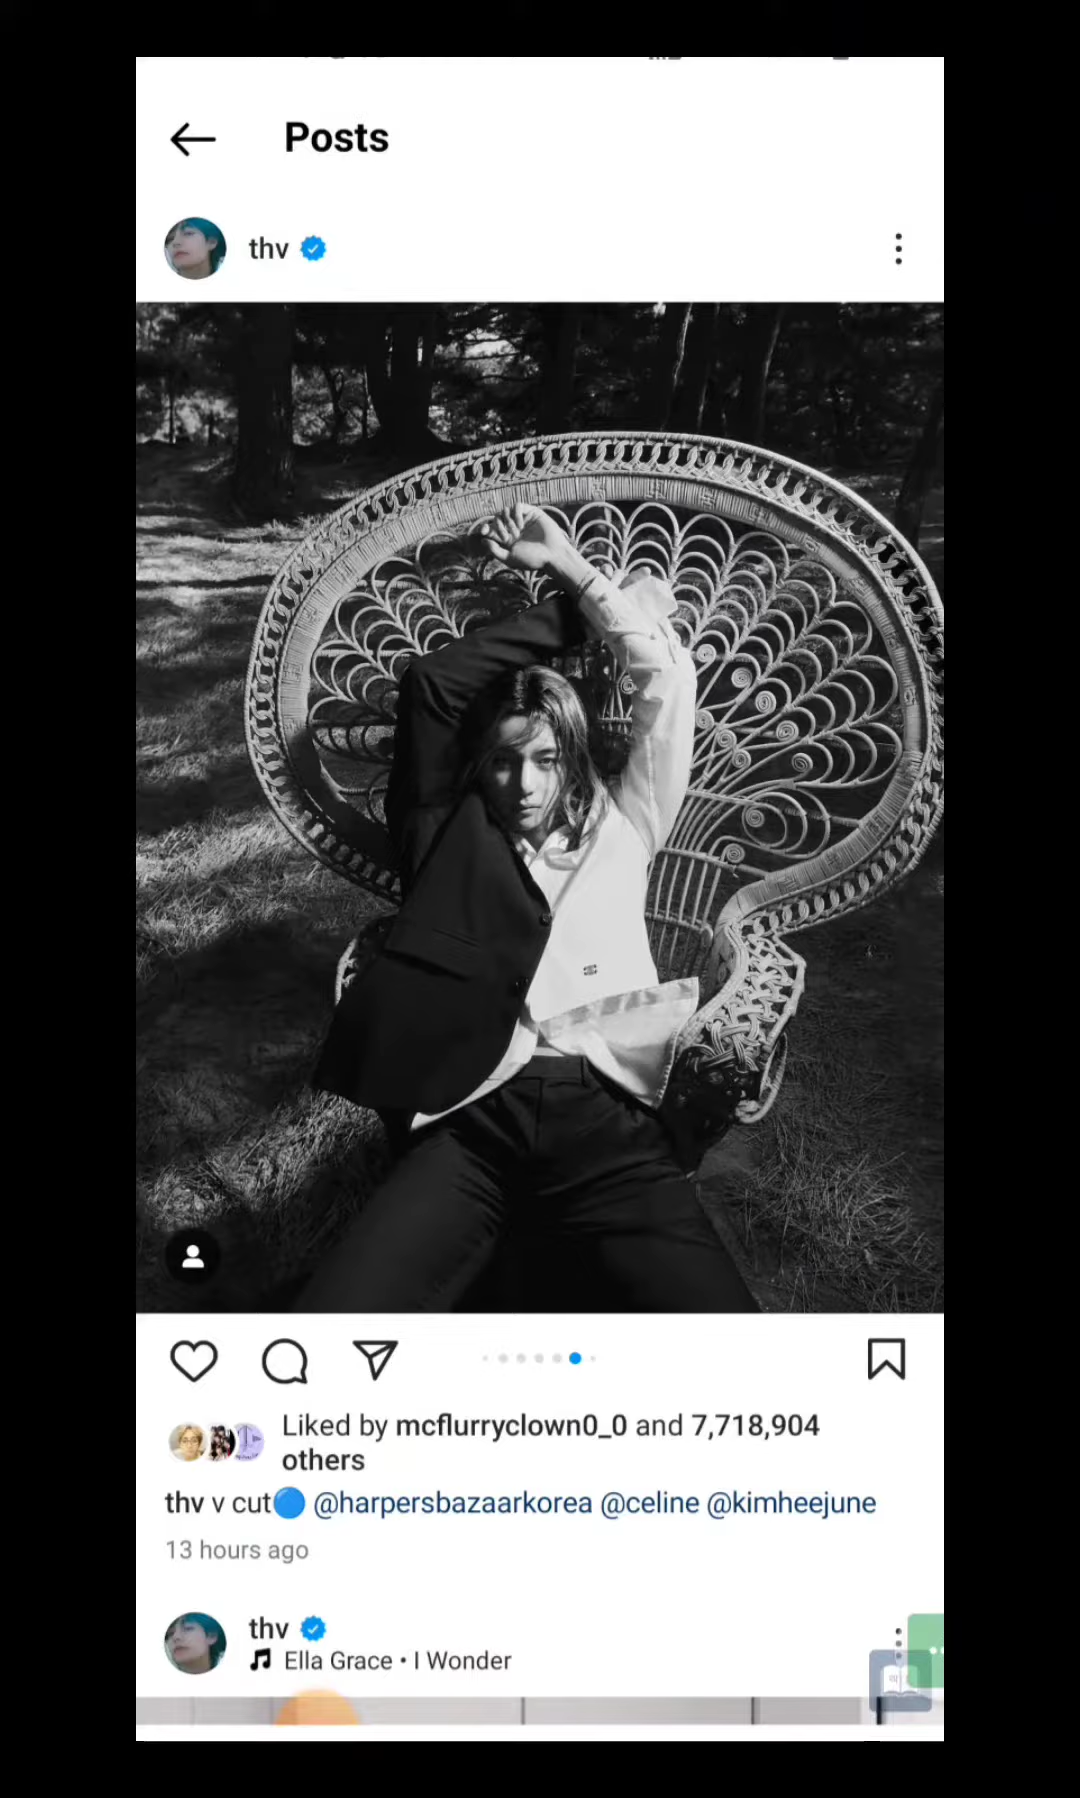 Posts
thv
Liked by mcflurryclown0_0 and 7,718,904
others
thv v cut🔵 @harpersbazaarkorea @celine @kimheejune
13 hours ago
thv
Ella Grace • I Wonder